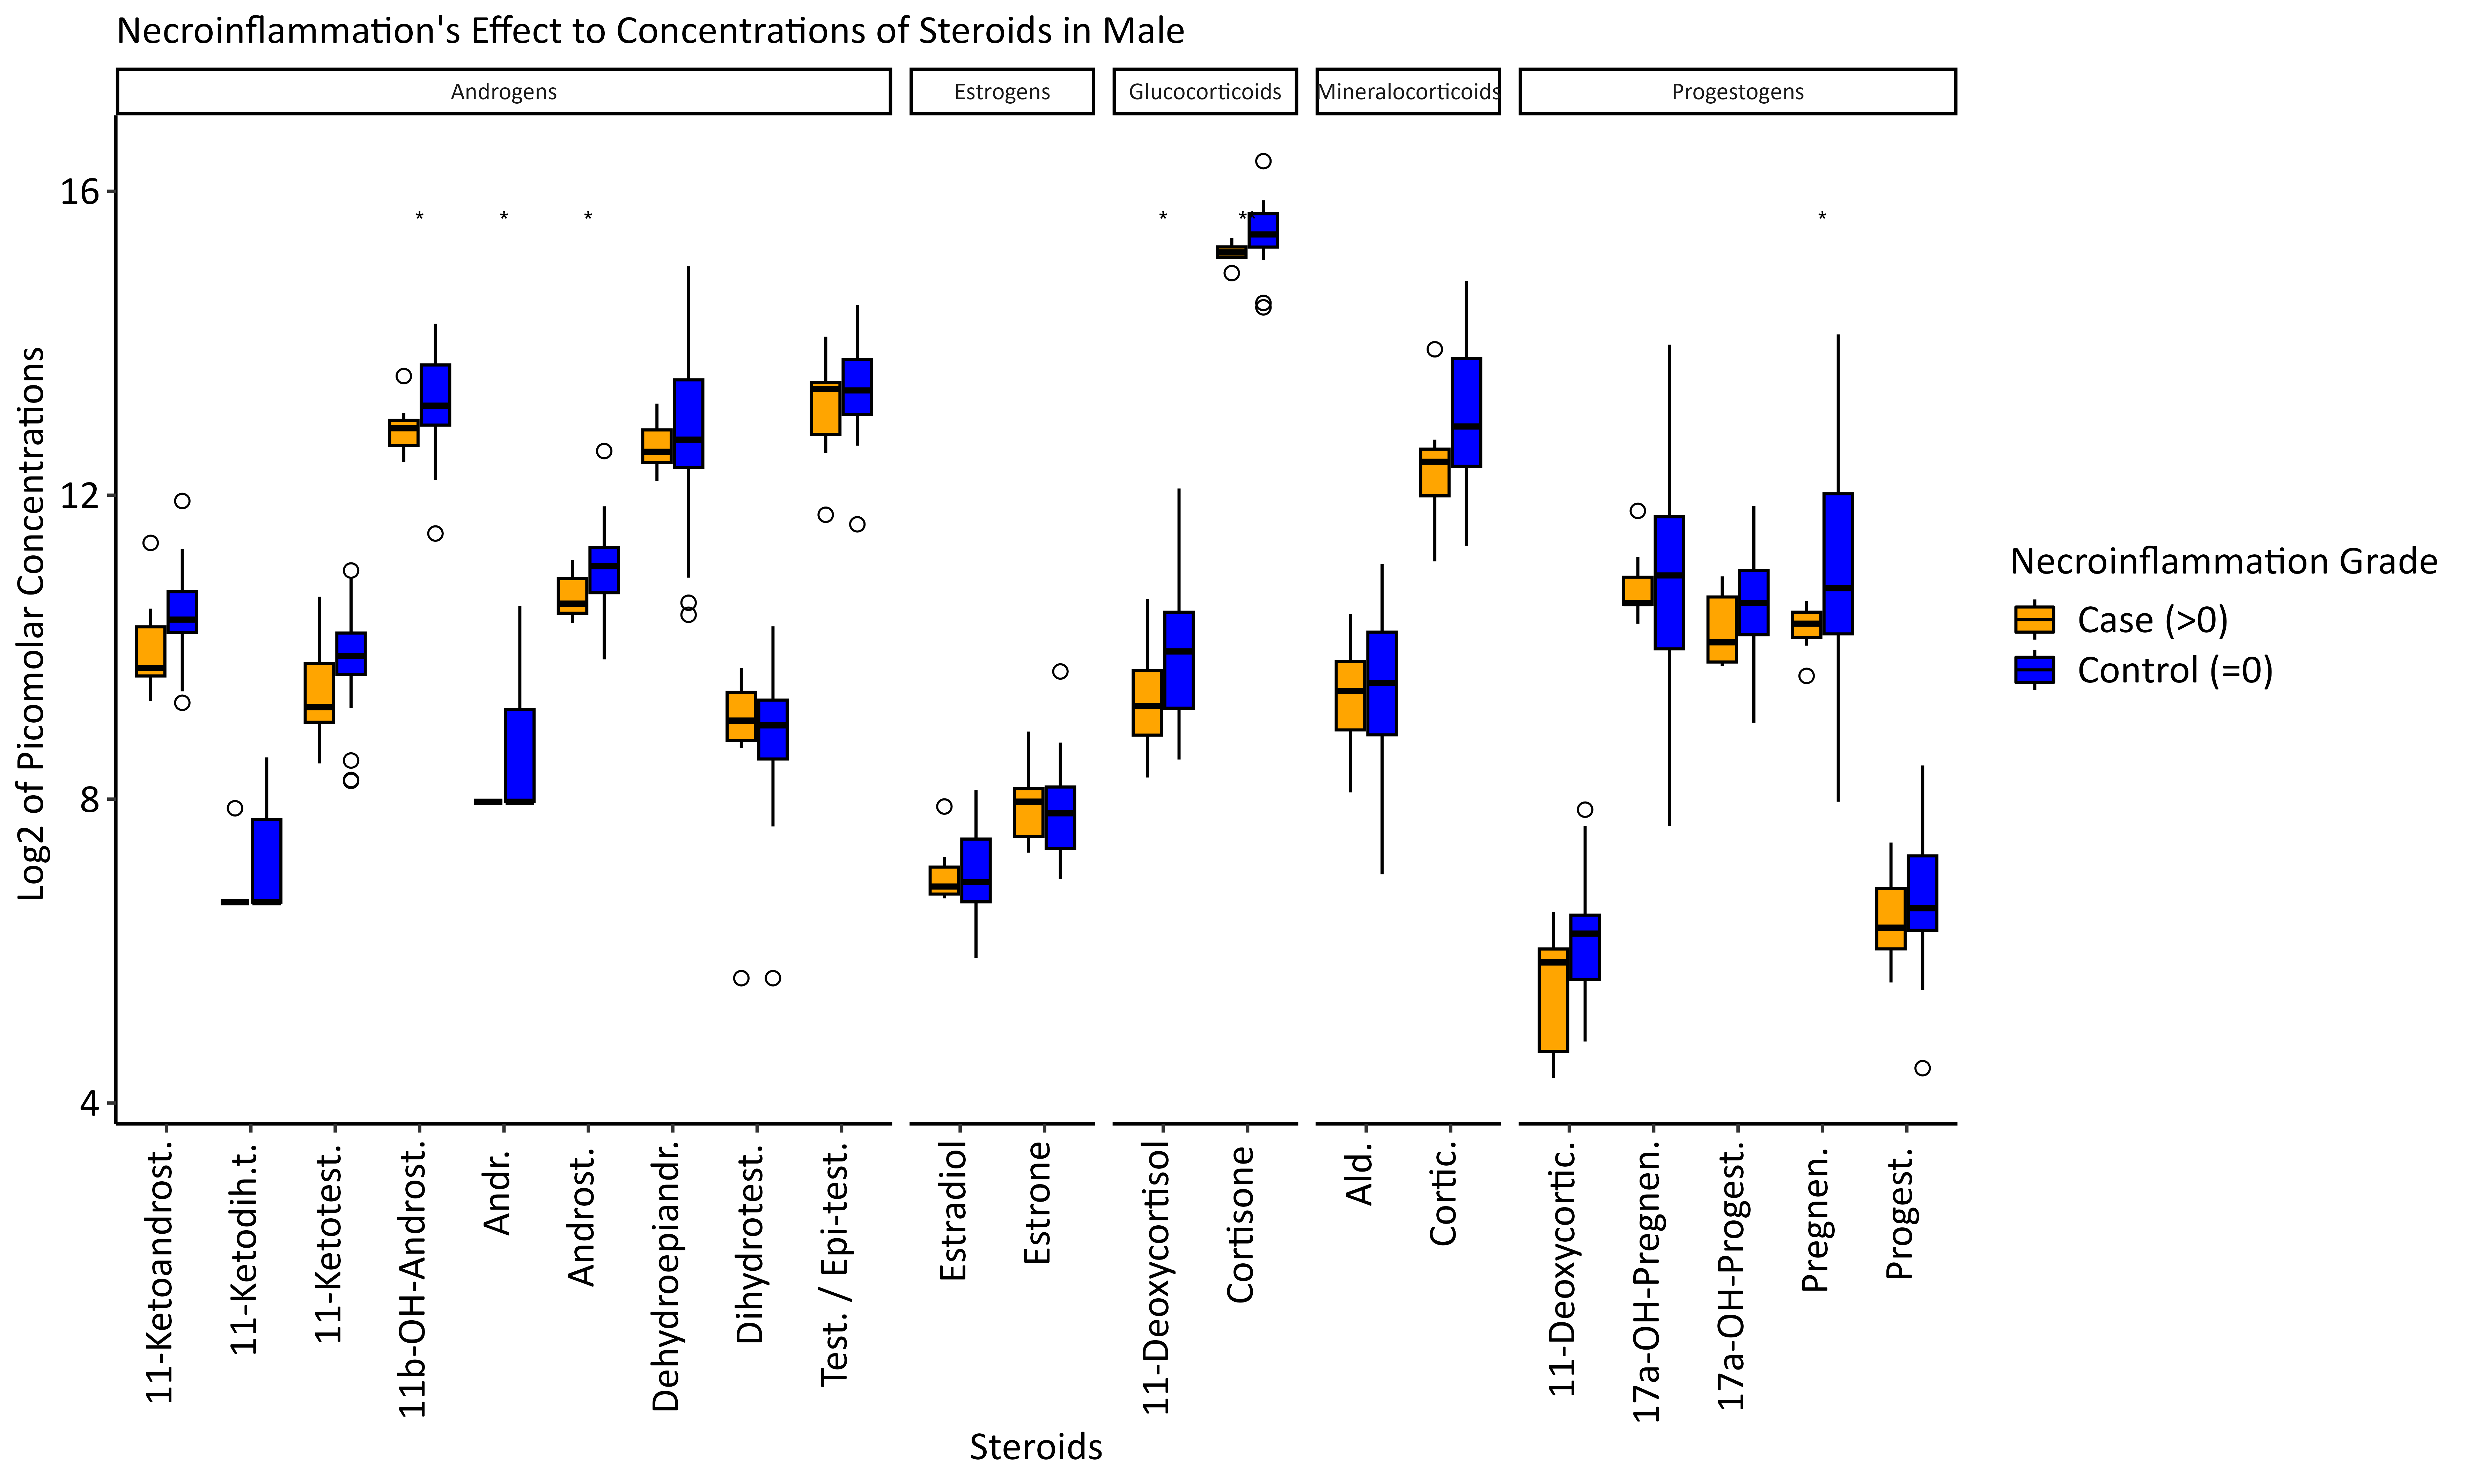 Necroinflammation's Effect to Concentrations of Steroids in Male
Androgens
Estrogens
Glucocorticoids
Mineralocorticoids
Progestogens
Log2 of Picomolar Concentrations
16
12
8
4
* * * * * *
11-Ketoandrost.
11-Ketodih.t.
11-Ketotest.
11b-OH-Androst.
Andr.
Androst.
Dehydroepiandr.
Dihydrotest.
Test. / Epi-test.
Estradiol
Estrone
11-Deoxycortisol
Cortisone
Ald.
Cortic.
11-Deoxycortic.
17a-OH-Pregnen.
17a-OH-Progest.
Pregnen.
Progest.
Steroids
Necroinflammation Grade
Case (>0)
Control (=0)